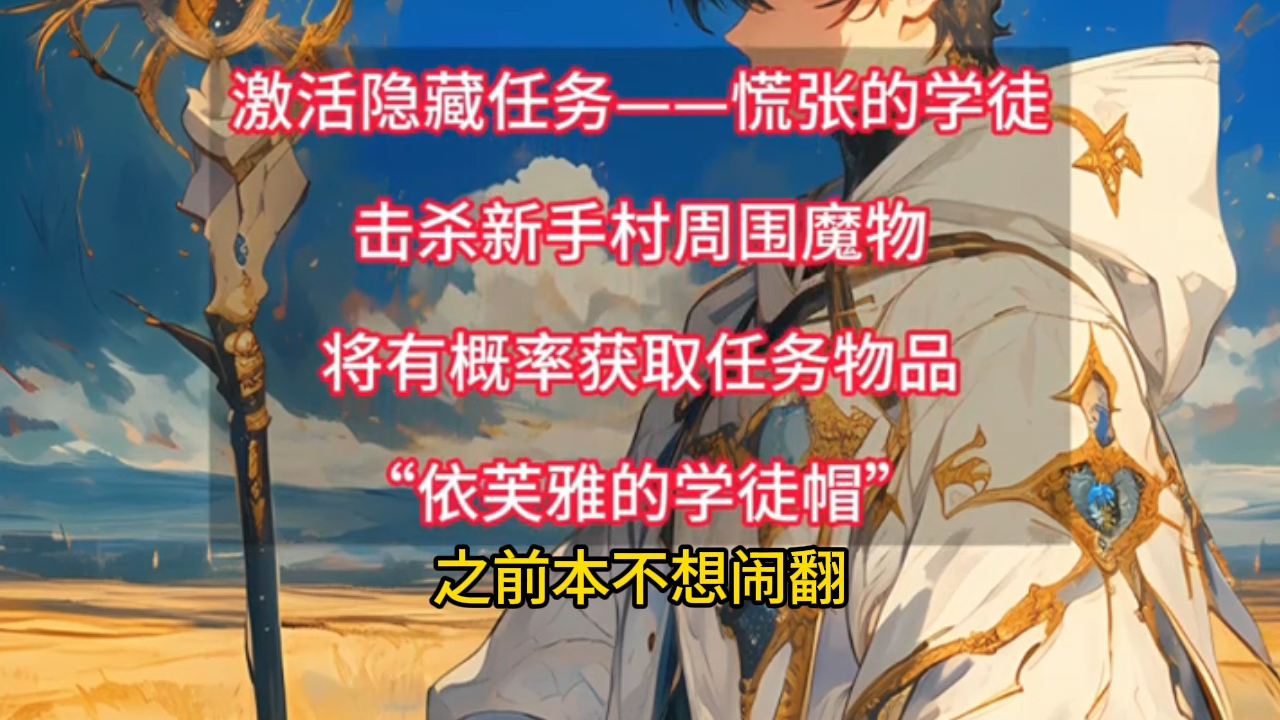 激活隐藏任务——慌张的学徒
击杀新手村周围魔物
将有概率获取任务物品
“依芙雅的学徒帽”
之前本不想闹翻